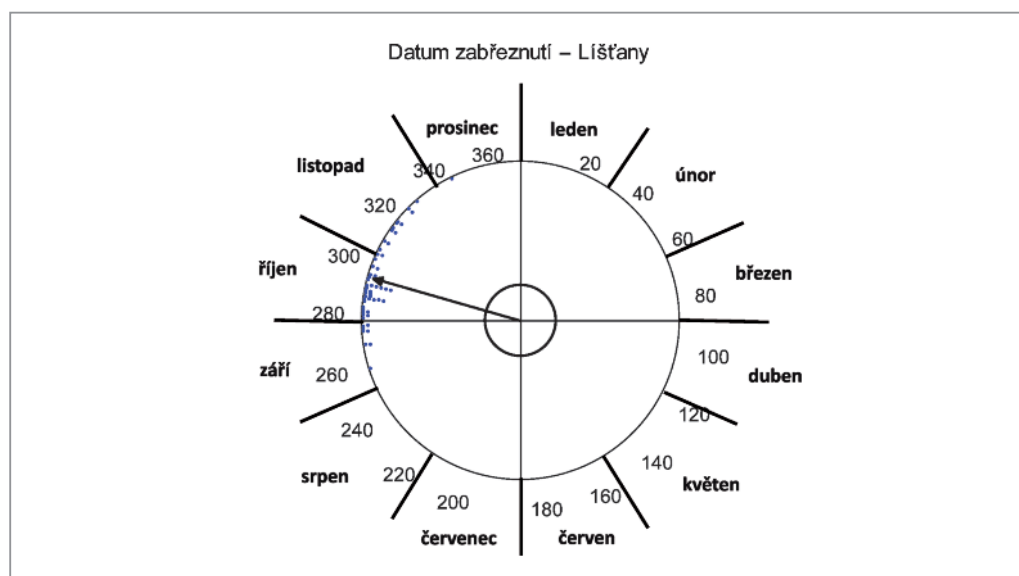 Datum zabřeznutí – Líšťany
prosinec
leden
360
20
listopad
340
40
únor
320
60
300
říjen
březen
80
280
září
260
100
duben
120
240
140
srpen
220
květen
200
180
160
červenec
červen